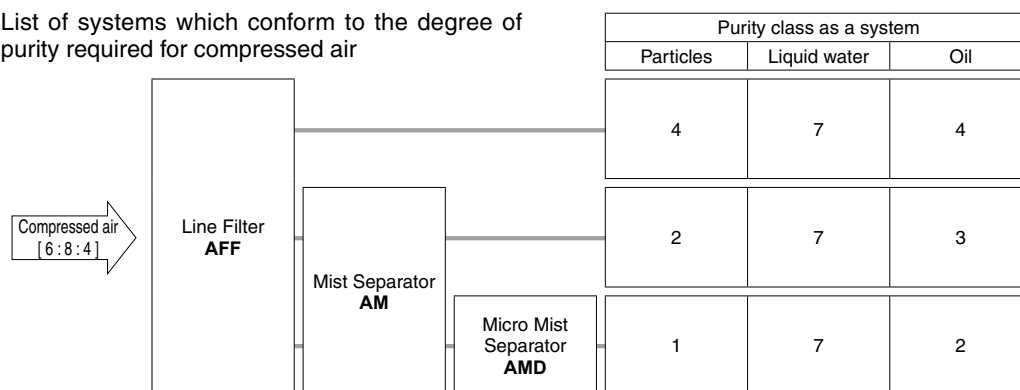 List of systems which conform to the degree of
purity required for compressed air
Purity class as a system
Particles Liquid water Oil
4 7 4
Compressed air
[6:8:4]
Line Filter
AFF
2 7 3
Mist Separator
AM
Micro Mist
Separator
AMD
1 7 2